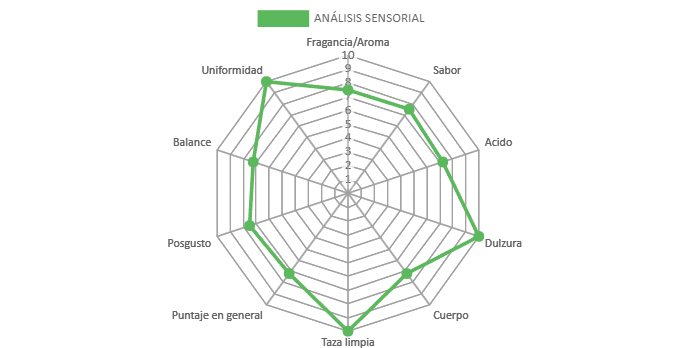 ANÁLISIS SENSORIAL
Fragancia/Aroma
10
9
8
6
5
4
3
2
1
Uniformidad
Sabor
Balance
Acido
Posgusto
Dulzura
Puntaje en general
Cuerpo
Taza limpia